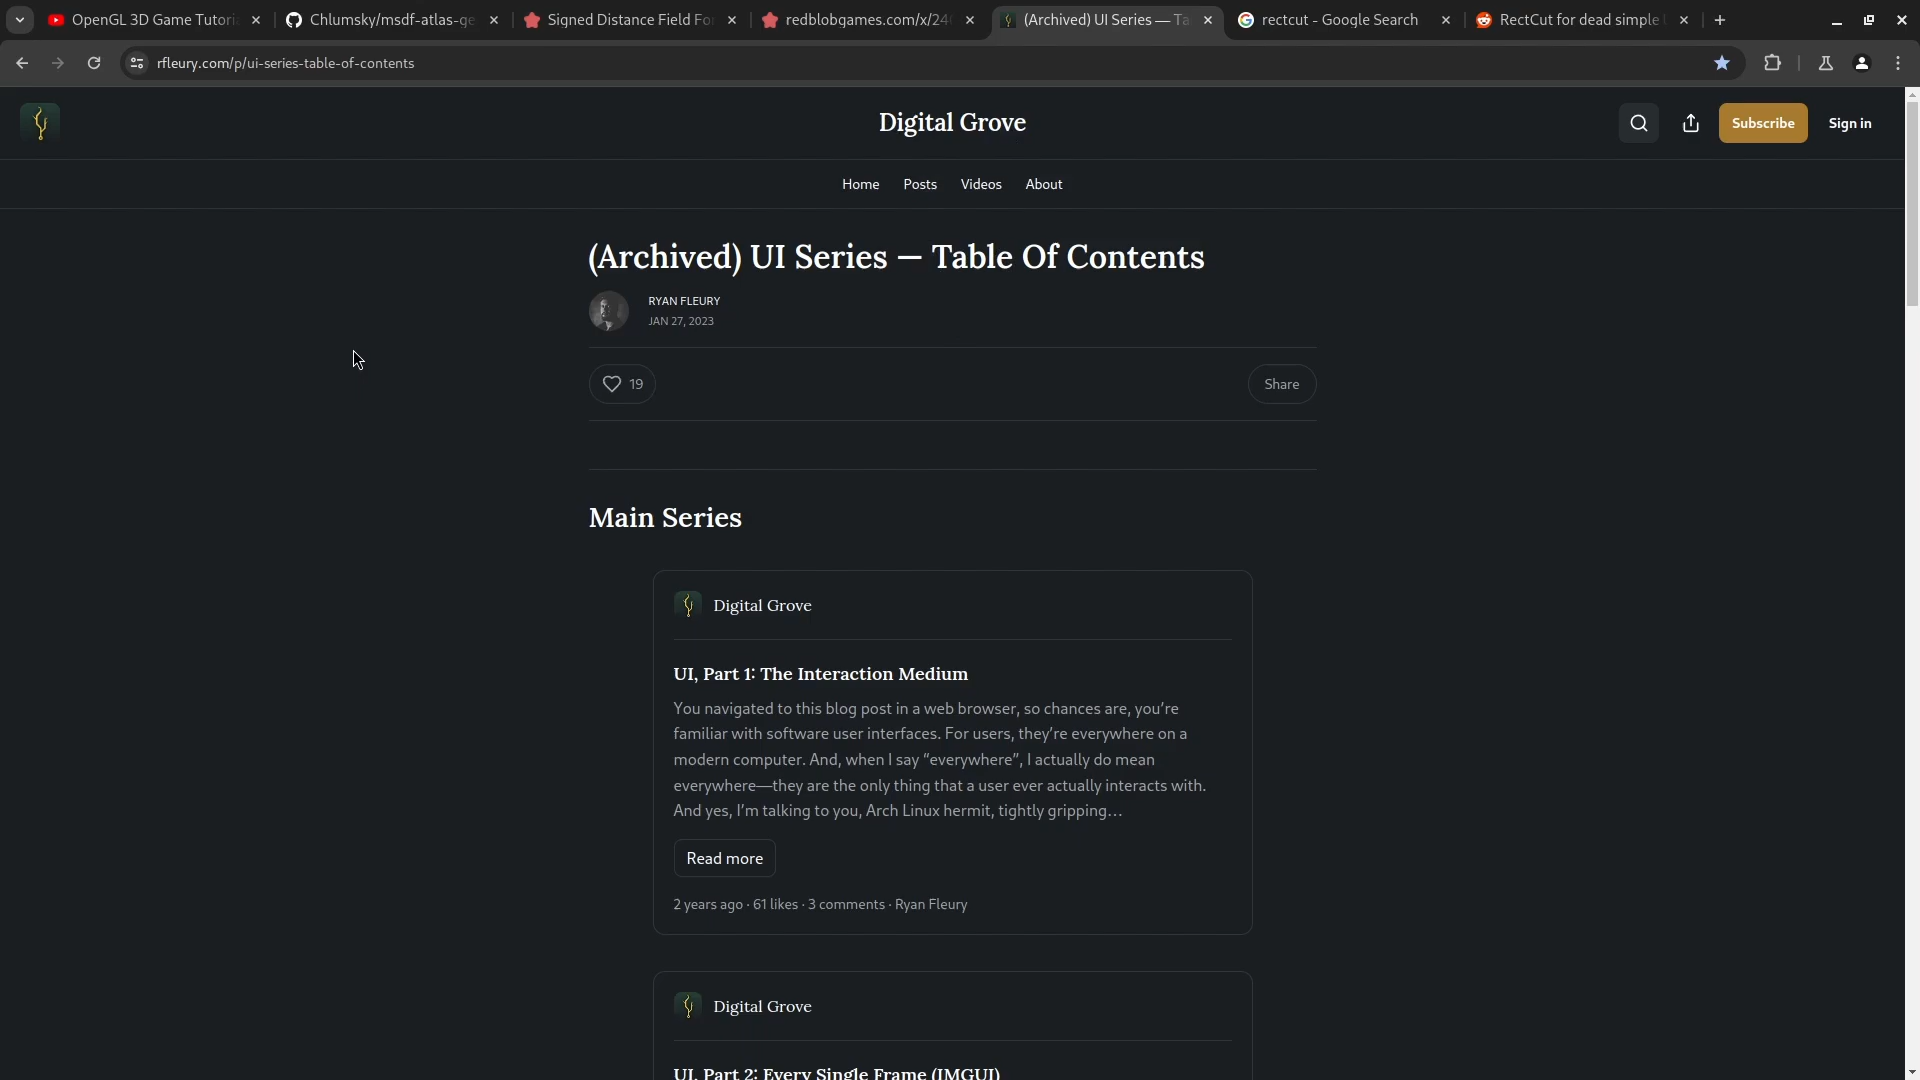 OpenGL 3D Game Tutori
Chlumsky/msdf-atlas-ge
Signed Distance Field Fo
redblobgames.com/x/24
(Archived) UI Series — Ta
rectcut - Google Search
RectCut for dead simple
rfleury.com/p/ui-series-table-of-contents
Digital Grove
Subscribe
Sign in
Home
Posts
Videos
About
(Archived) UI Series — Table Of Contents
RYAN FLEURY
JAN 27, 2023
19
Share
Main Series
Digital Grove
UI, Part 1: The Interaction Medium
You navigated to this blog post in a web browser, so chances are, you’re
familiar with software user interfaces. For users, they’re everywhere on a
modern computer. And, when I say “everywhere”, I actually do mean
everywhere—they are the only thing that a user ever actually interacts with.
And yes, I’m talking to you, Arch Linux hermit, tightly gripping…
Read more
2 years ago · 61 likes · 3 comments · Ryan Fleury
Digital Grove
UI, Part 2: Every Single Frame (IMGUI)